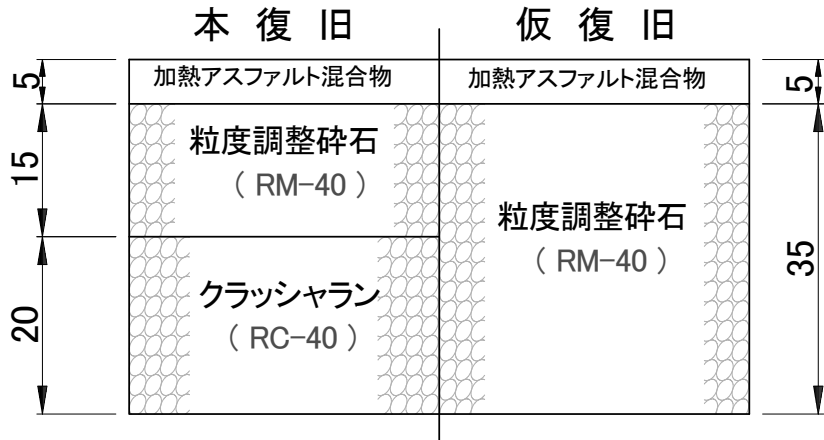 本復旧
仮復旧
5
加熱アスファルト混合物
加熱アスファルト混合物
5
15
粒度調整砕石
( RM-40 )
粒度調整砕石
( RM-40 )
35
20
クラッシャラン
( RC-40 )